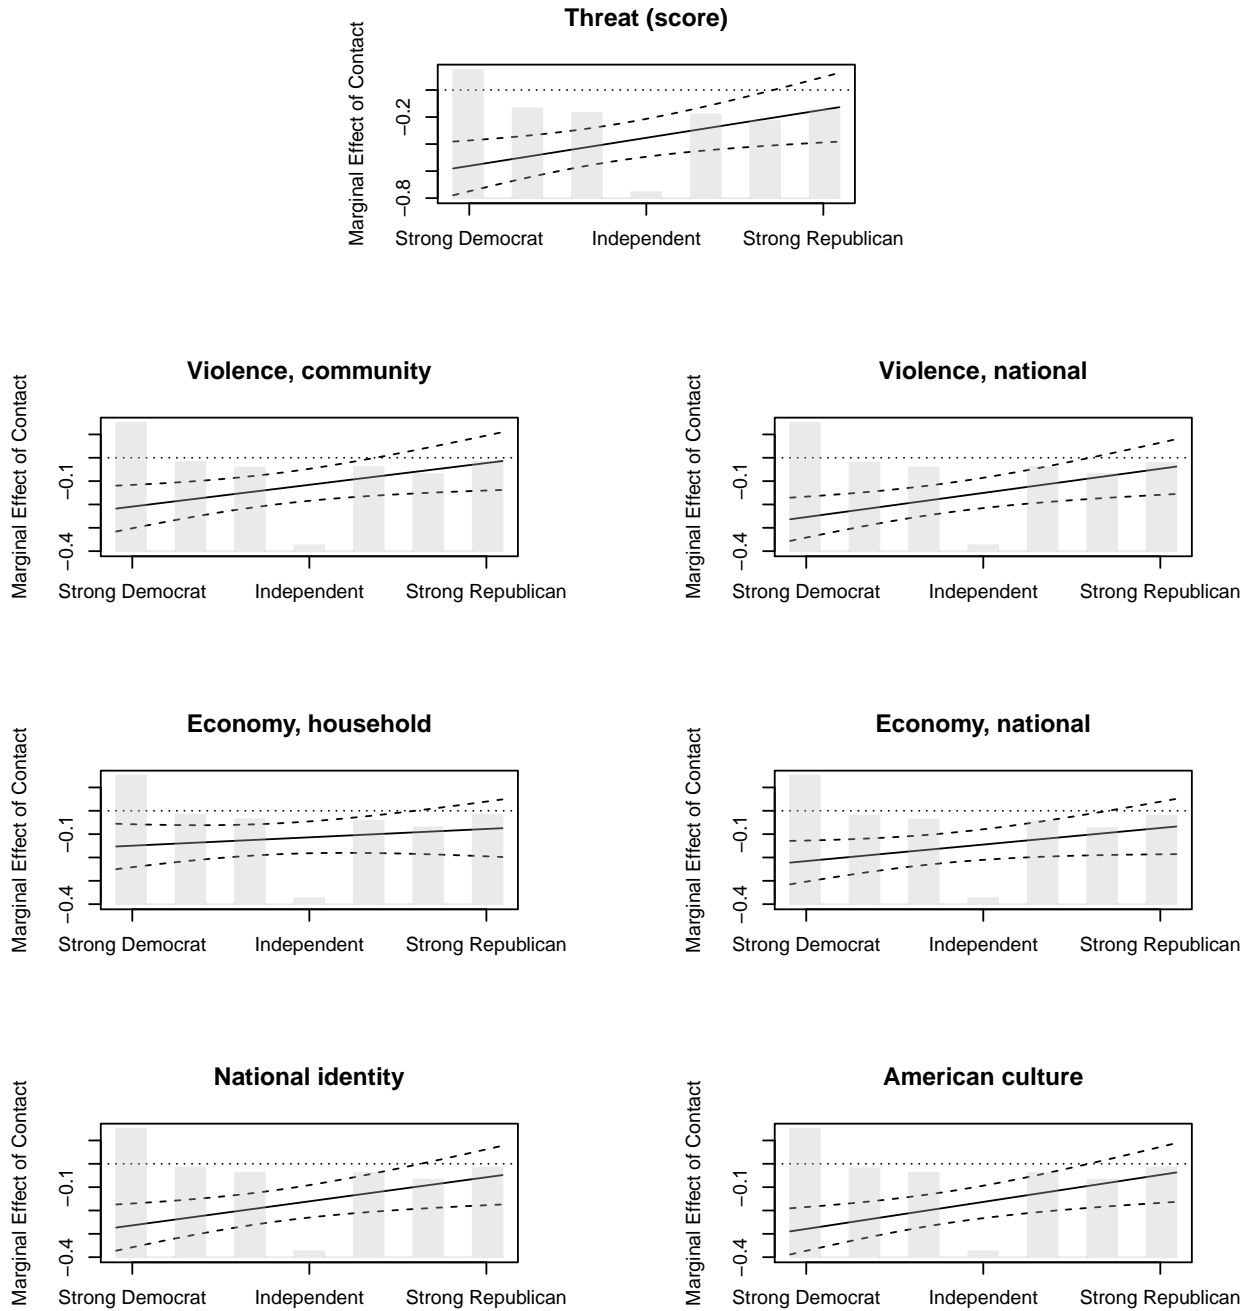 Threat (score)
Marginal Effect of Contact
−0.2
−0.8
Strong Democrat Independent Strong Republican
Violence, community
Marginal Effect of Contact
−0.1
−0.4
Strong Democrat Independent Strong Republican
Violence, national
Marginal Effect of Contact
−0.1
−0.4
Strong Democrat Independent Strong Republican
Economy, household
Marginal Effect of Contact
−0.1
−0.4
Strong Democrat Independent Strong Republican
Economy, national
Marginal Effect of Contact
−0.1
−0.4
Strong Democrat Independent Strong Republican
National identity
Marginal Effect of Contact
−0.1
−0.4
Strong Democrat Independent Strong Republican
American culture
Marginal Effect of Contact
−0.1
−0.4
Strong Democrat Independent Strong Republican